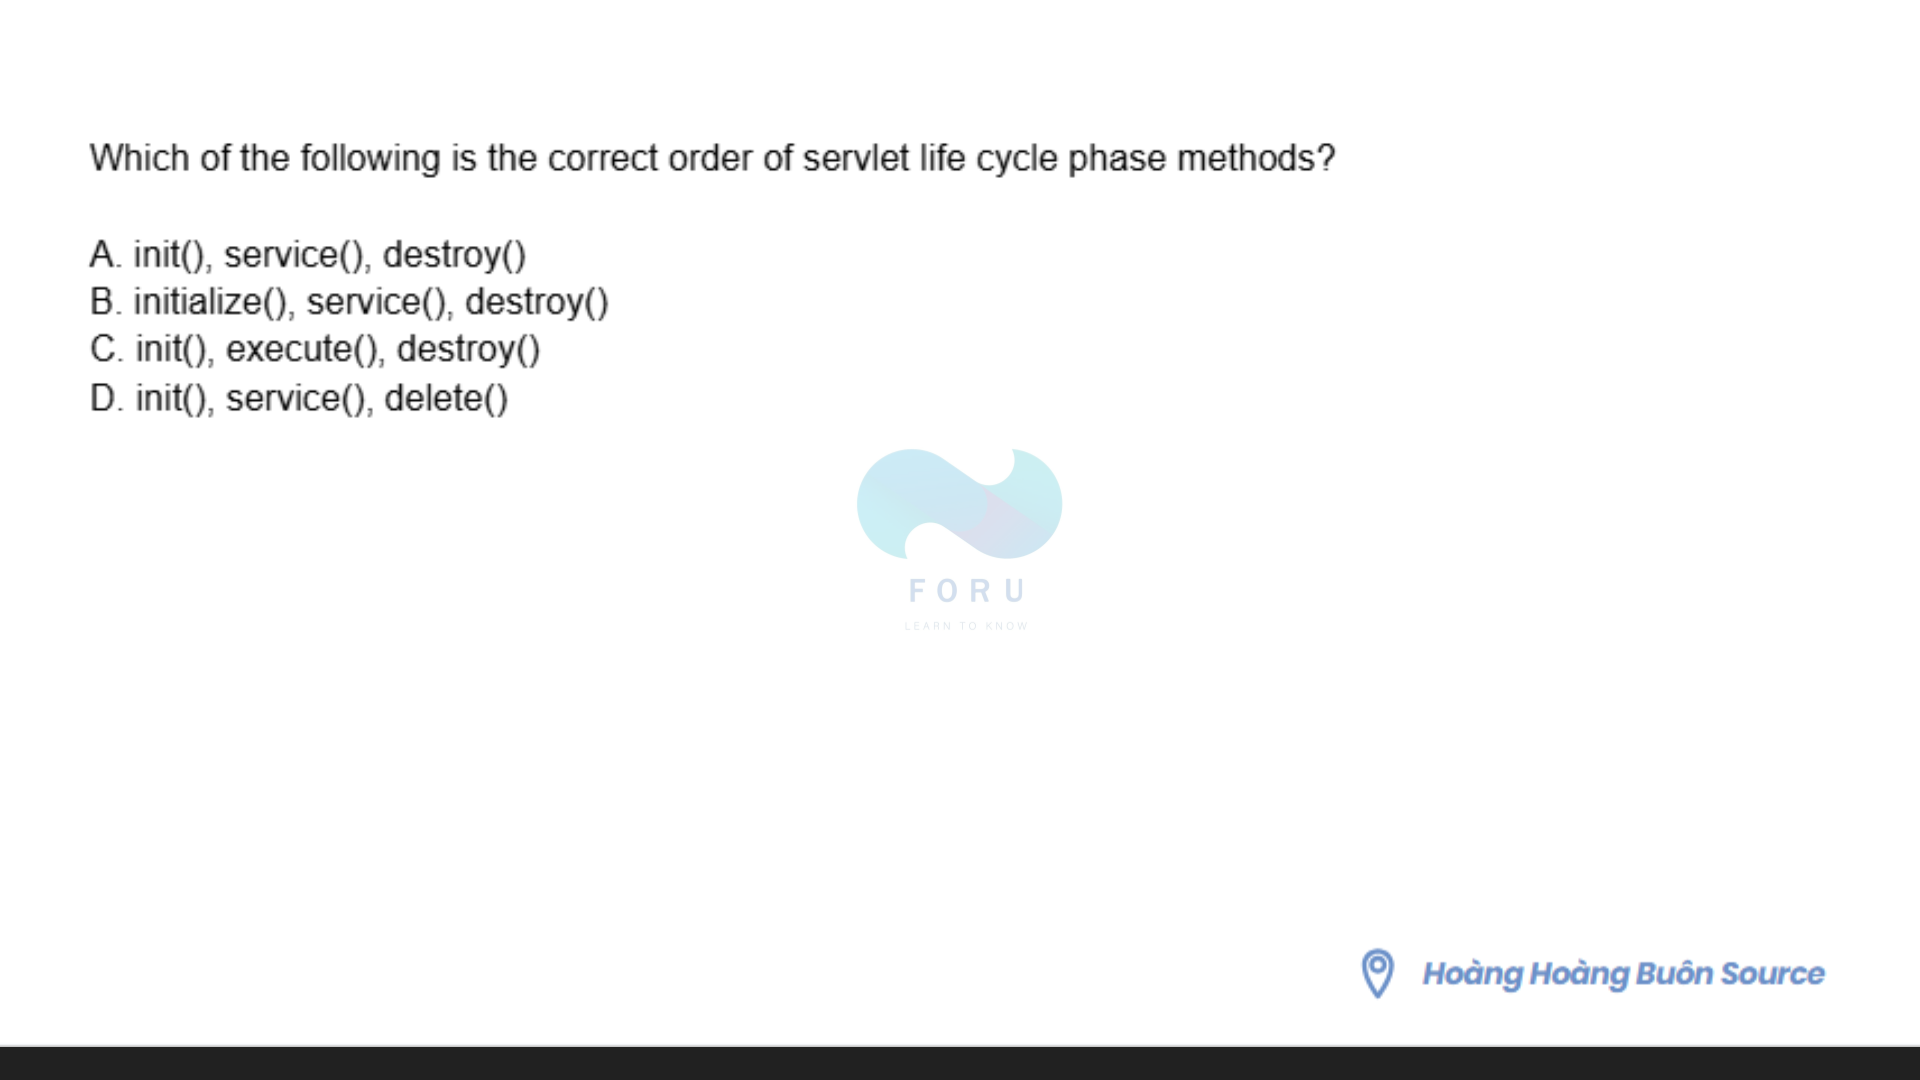 Which of the following is the correct order of servlet life cycle phase methods?
A. init(), service(), destroy()
B. initialize(), service(), destroy()
C. init(), execute(), destroy()
D. init(), service(), delete()
FORU
LEARN TO KNOW
Hoàng Hoàng Buôn Source